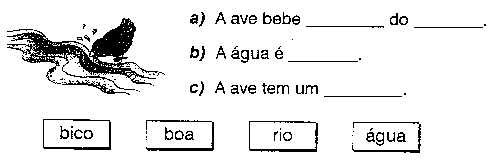 a) A ave bebe ________ do ________.
b) A água é ________.
c) A ave tem um ________.
bico boa rio água